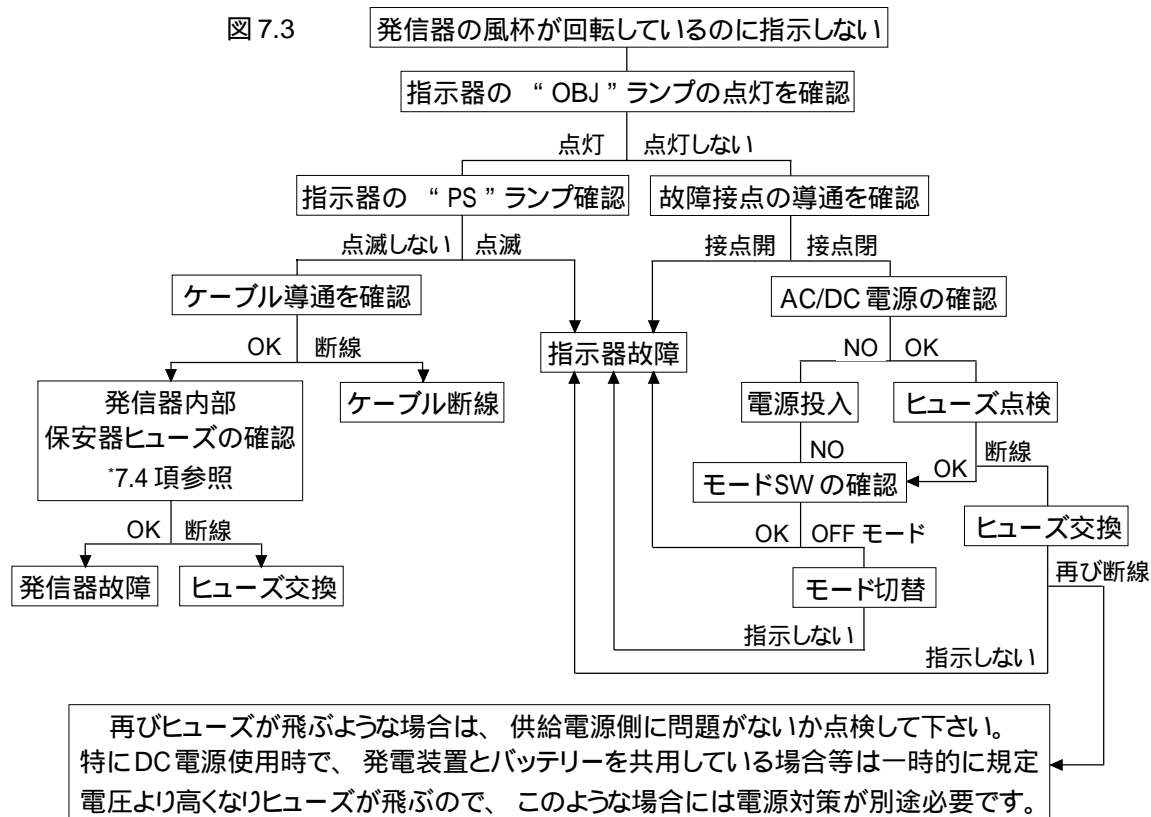 図7.3
発信器の風杯が回転しているのに指示しない
指示器の “OBJ”ランプの点灯を確認
点灯 点灯しない
指示器の “PS”ランプ確認
故障接点の導通を確認
点滅しない 点滅
接点開 接点閉
ケーブル導通を確認
AC/DC電源の確認
OK 断線
指示器故障
NO OK
発信器内部
保安器ヒューズの確認
*7.4項参照
ケーブル断線
電源投入
ヒューズ点検
NO
OK 断線
モードSWの確認
OK 断線
OK OFFモード
ヒューズ交換
発信器故障
ヒューズ交換
モード切替
再び断線
指示しない
指示しない
再びヒューズが飛ぶような場合は、供給電源側に問題がないか点検して下さい。
特にDC電源使用時で、発電装置とバッテリーを共用している場合等は一時的に規定
電圧より高くなりヒューズが飛ぶので、このような場合には電源対策が別途必要です。